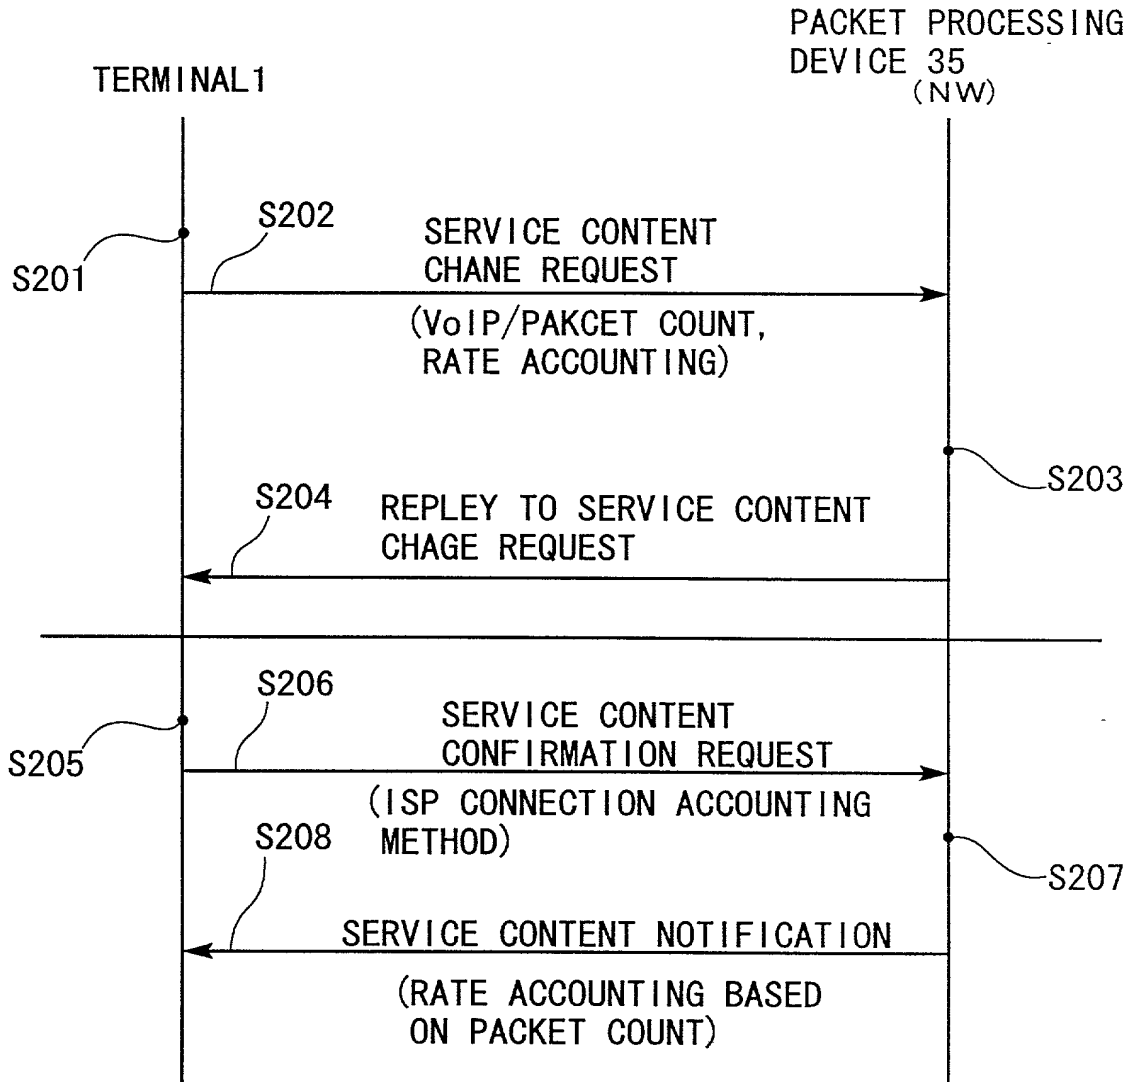 PACKET PROCESSING
DEVICE 35
(NW)
TERMINAL1
S201
S202
SERVICE CONTENT
CHANE REQUEST
(VoIP/PAKCET COUNT,
RATE ACCOUNTING)
S203
S204
REPLEY TO SERVICE CONTENT
CHAGE REQUEST
S205
S206
SERVICE CONTENT
CONFIRMATION REQUEST
(ISP CONNECTION ACCOUNTING
METHOD)
S207
S208
SERVICE CONTENT NOTIFICATION
(RATE ACCOUNTING BASED
ON PACKET COUNT)